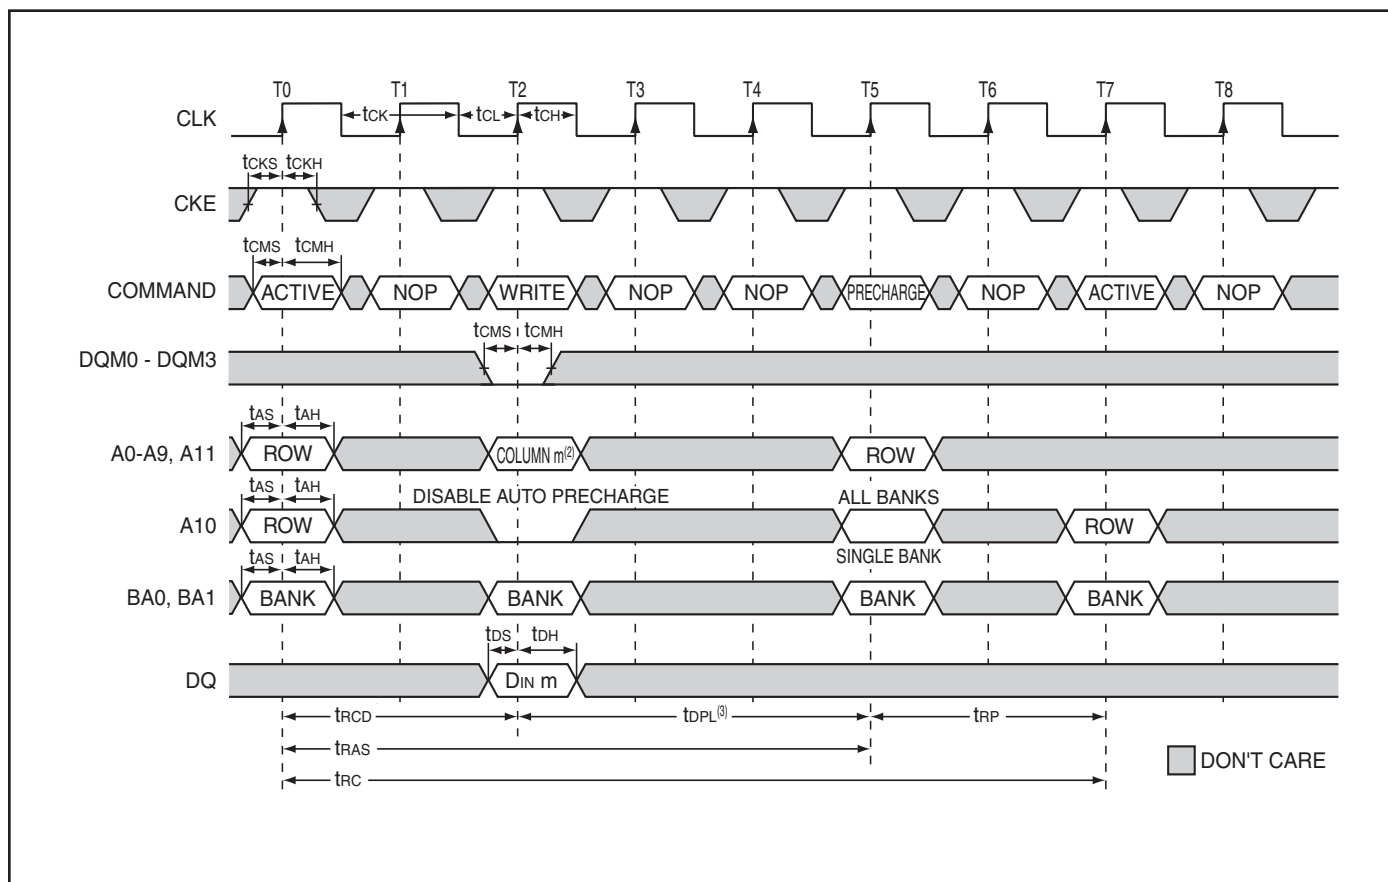 T0 T1 T2 T3 T4 T5 T6 T7 T8
CLK tCK tCL tCH
tCKS tCKH
CKE
tCMS tCMH
COMMAND ACTIVE NOP WRITE NOP NOP PRECHARGE NOP ACTIVE NOP
tCMS tCMH
DQM0 - DQM3
tAS tAH
A0-A9, A11 ROW COLUMN m(2) ROW
tAS tAH DISABLE AUTO PRECHARGE ALL BANKS
A10 ROW ROW
tAS tAH SINGLE BANK
BA0, BA1 BANK BANK BANK BANK
tDS tDH
DQ DIN m
tRCD tDPL(3) tRP
tRAS
DON'T CARE
tRC